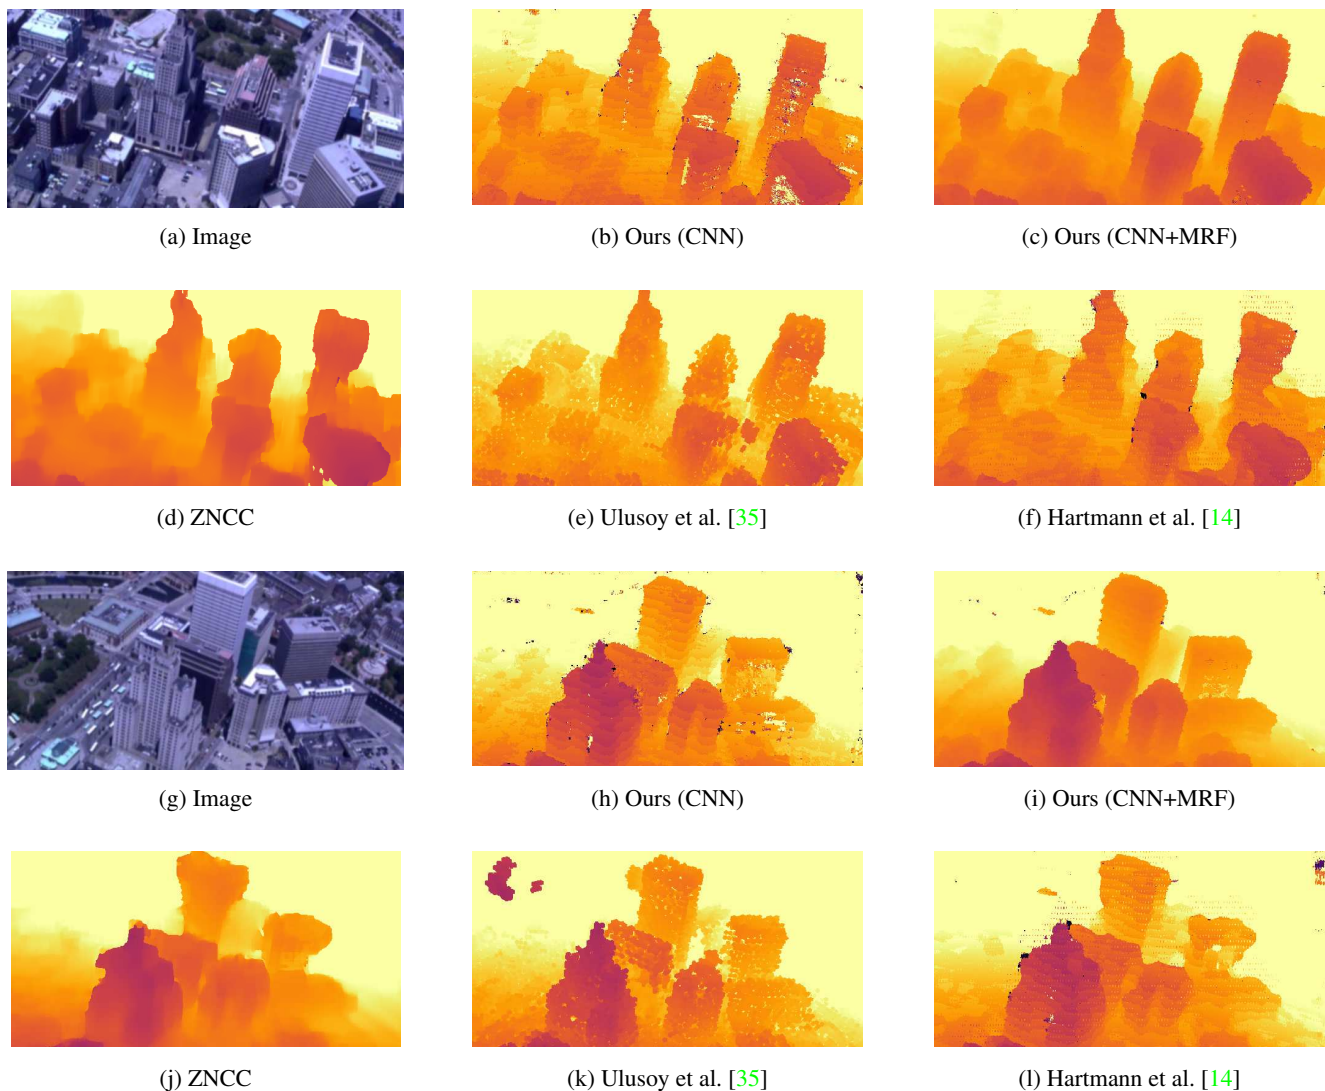 (a) Image
(b) Ours (CNN)
(c) Ours (CNN+MRF)
(d) ZNCC
(e) Ulusoy et al. [35]
(f) Hartmann et al. [14]
(g) Image
(h) Ours (CNN)
(i) Ours (CNN+MRF)
(j) ZNCC
(k) Ulusoy et al. [35]
(l) Hartmann et al. [14]